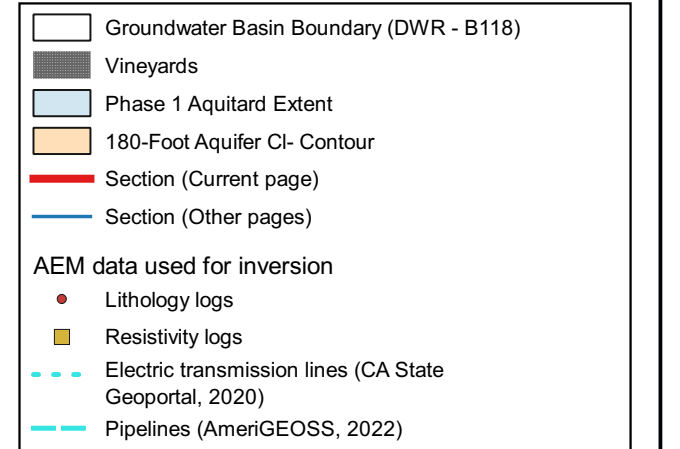 Groundwater Basin Boundary (DWR - B118)
Vineyards
Phase 1 Aquitard Extent
180-Foot Aquifer Cl- Contour
Section (Current page)
Section (Other pages)
AEM data used for inversion
Lithology logs
Resistivity logs
Electric transmission lines (CA State
Geoportal, 2020)
Pipelines (AmeriGEOSS, 2022)